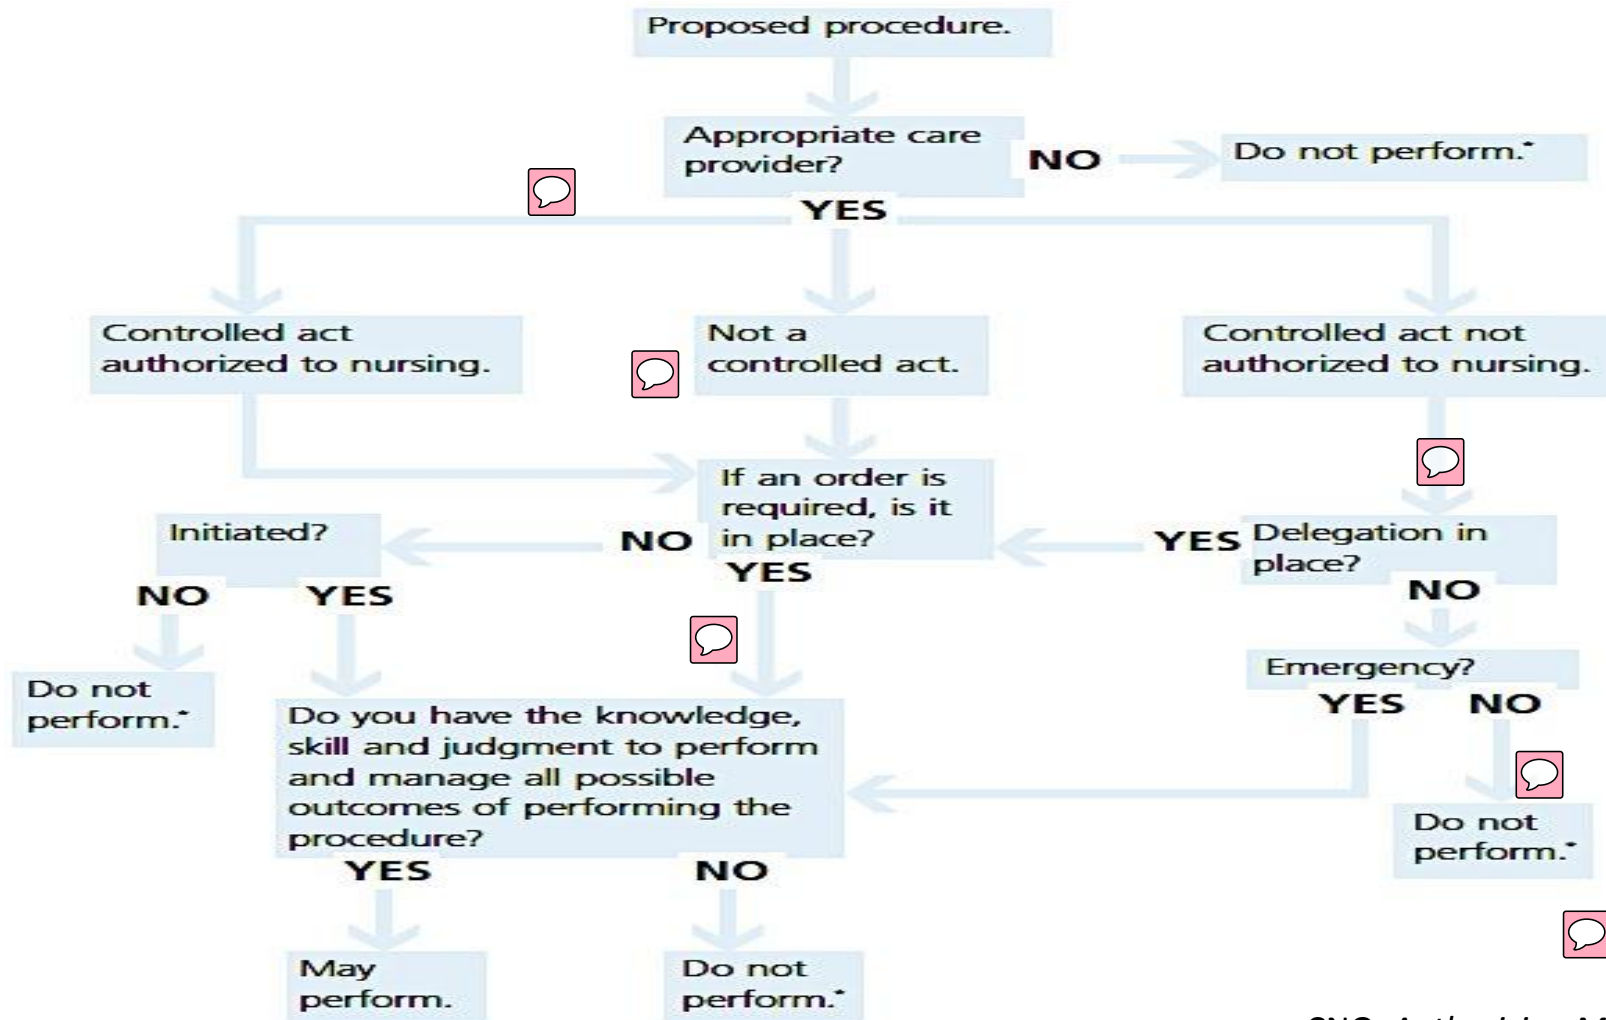 Proposed procedure.
Appropriate care
provider?
NO
Do not perform.*
YES
Controlled act
authorized to nursing.
Not a
controlled act.
Controlled act not
authorized to nursing.
If an order is
required, is it
in place?
Initiated?
NO
YES
Delegation in
place?
YES
NO
YES
NO
Emergency?
YES
NO
Do not
perform.*
Do you have the knowledge,
skill and judgment to perform
and manage all possible
outcomes of performing the
procedure?
Do not
perform.*
YES
NO
May
perform.
Do not
perform.*